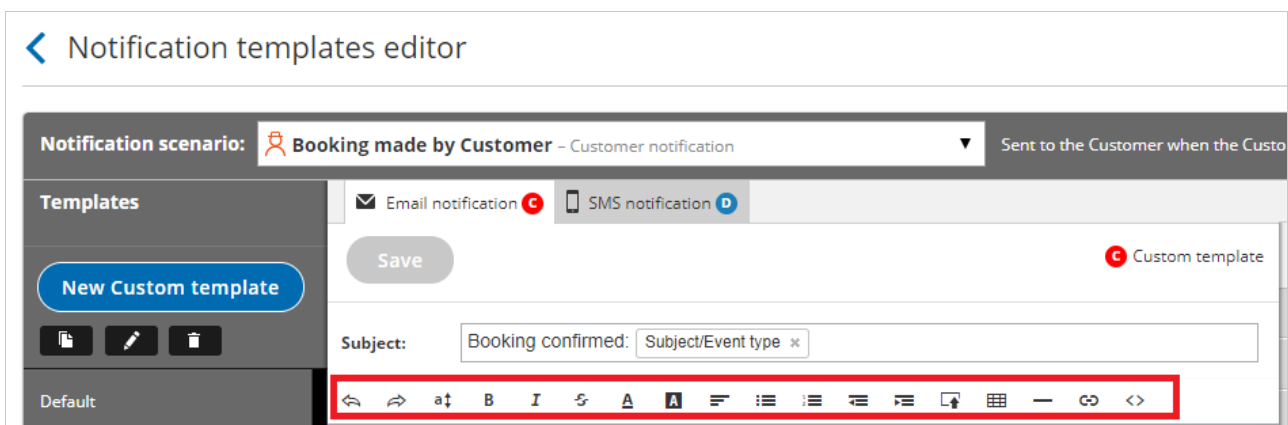 Notification templates editor
Notification scenario: Booking made by Customer – Customer notification Sent to the Customer when the Custo
Templates
Email notification C SMS notification D
Save
C Custom template
New Custom template
Subject: Booking confirmed: Subject/Event type ×
Default
a B I S A A